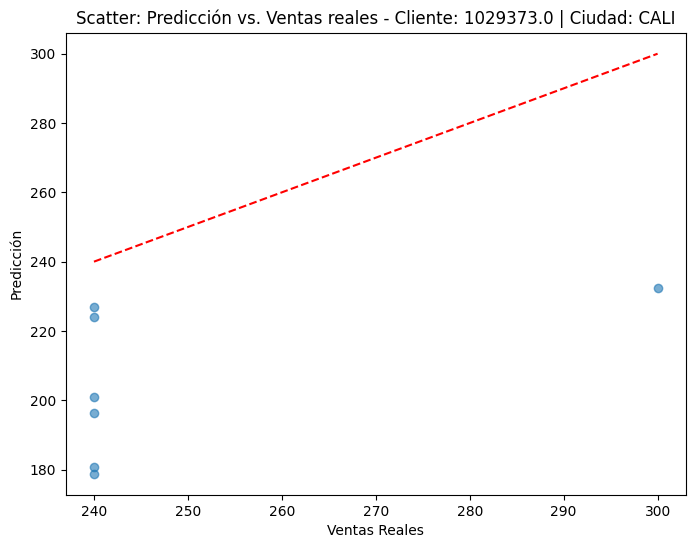 Scatter: Predicción vs. Ventas reales - Cliente: 1029373.0 | Ciudad: CALI
300
280
260
240
220
200
180
Predicción
240 250 260 270 280 290 300
Ventas Reales